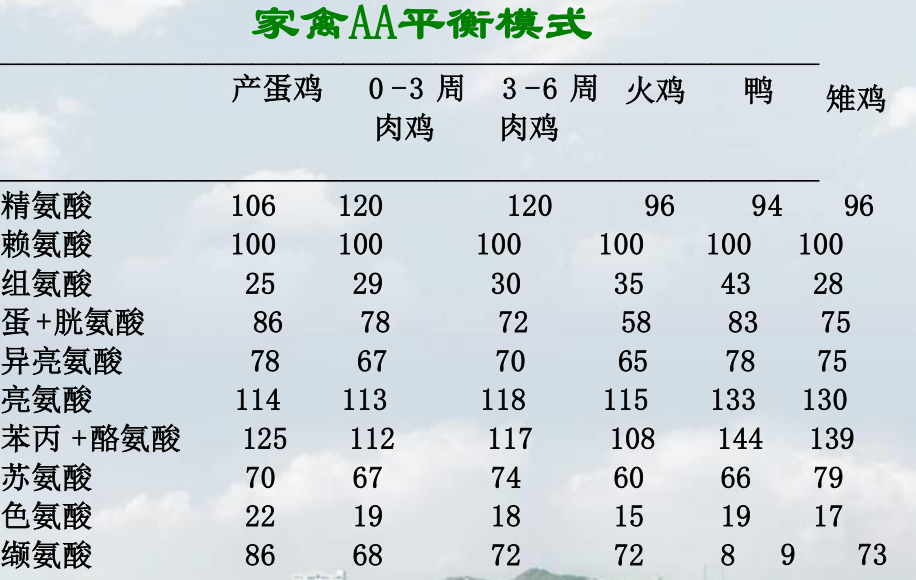 家禽AA平衡模式
产蛋鸡 0-3 周 3-6 周 火鸡 鸭 雉鸡
肉鸡 肉鸡
精氨酸 106 120 120 96 94 96
赖氨酸 100 100 100 100 100 100
组氨酸 25 29 30 35 43 28
蛋+胱氨酸 86 78 72 58 83 75
异亮氨酸 78 67 70 65 78 75
亮氨酸 114 113 118 115 133 130
苯丙+酪氨酸 125 112 117 108 144 139
苏氨酸 70 67 74 60 66 79
色氨酸 22 19 18 15 19 17
缬氨酸 86 68 72 72 8 9 73